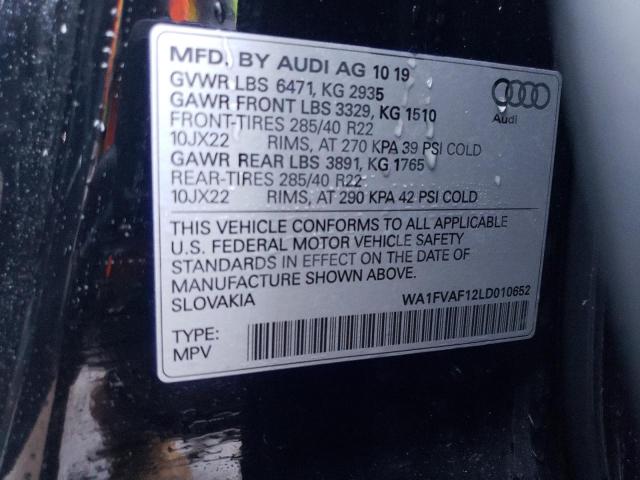 MFD. BY AUDI AG 10 19
GVWR LBS 6471, KG 2935
GAWR FRONT LBS 3329, KG 1510
FRONT-TIRES 285/40 R22
10JX22 RIMS, AT 270 KPA 39 PSI COLD
GAWR REAR LBS 3891, KG 1765
REAR-TIRES 285/40 R22
10JX22 RIMS, AT 290 KPA 42 PSI COLD
Audi
THIS VEHICLE CONFORMS TO ALL APPLICABLE
U.S. FEDERAL MOTOR VEHICLE SAFETY
STANDARDS IN EFFECT ON THE DATE OF
MANUFACTURE SHOWN ABOVE.
SLOVAKIA WA1FVAF12LD010652
TYPE:
MPV